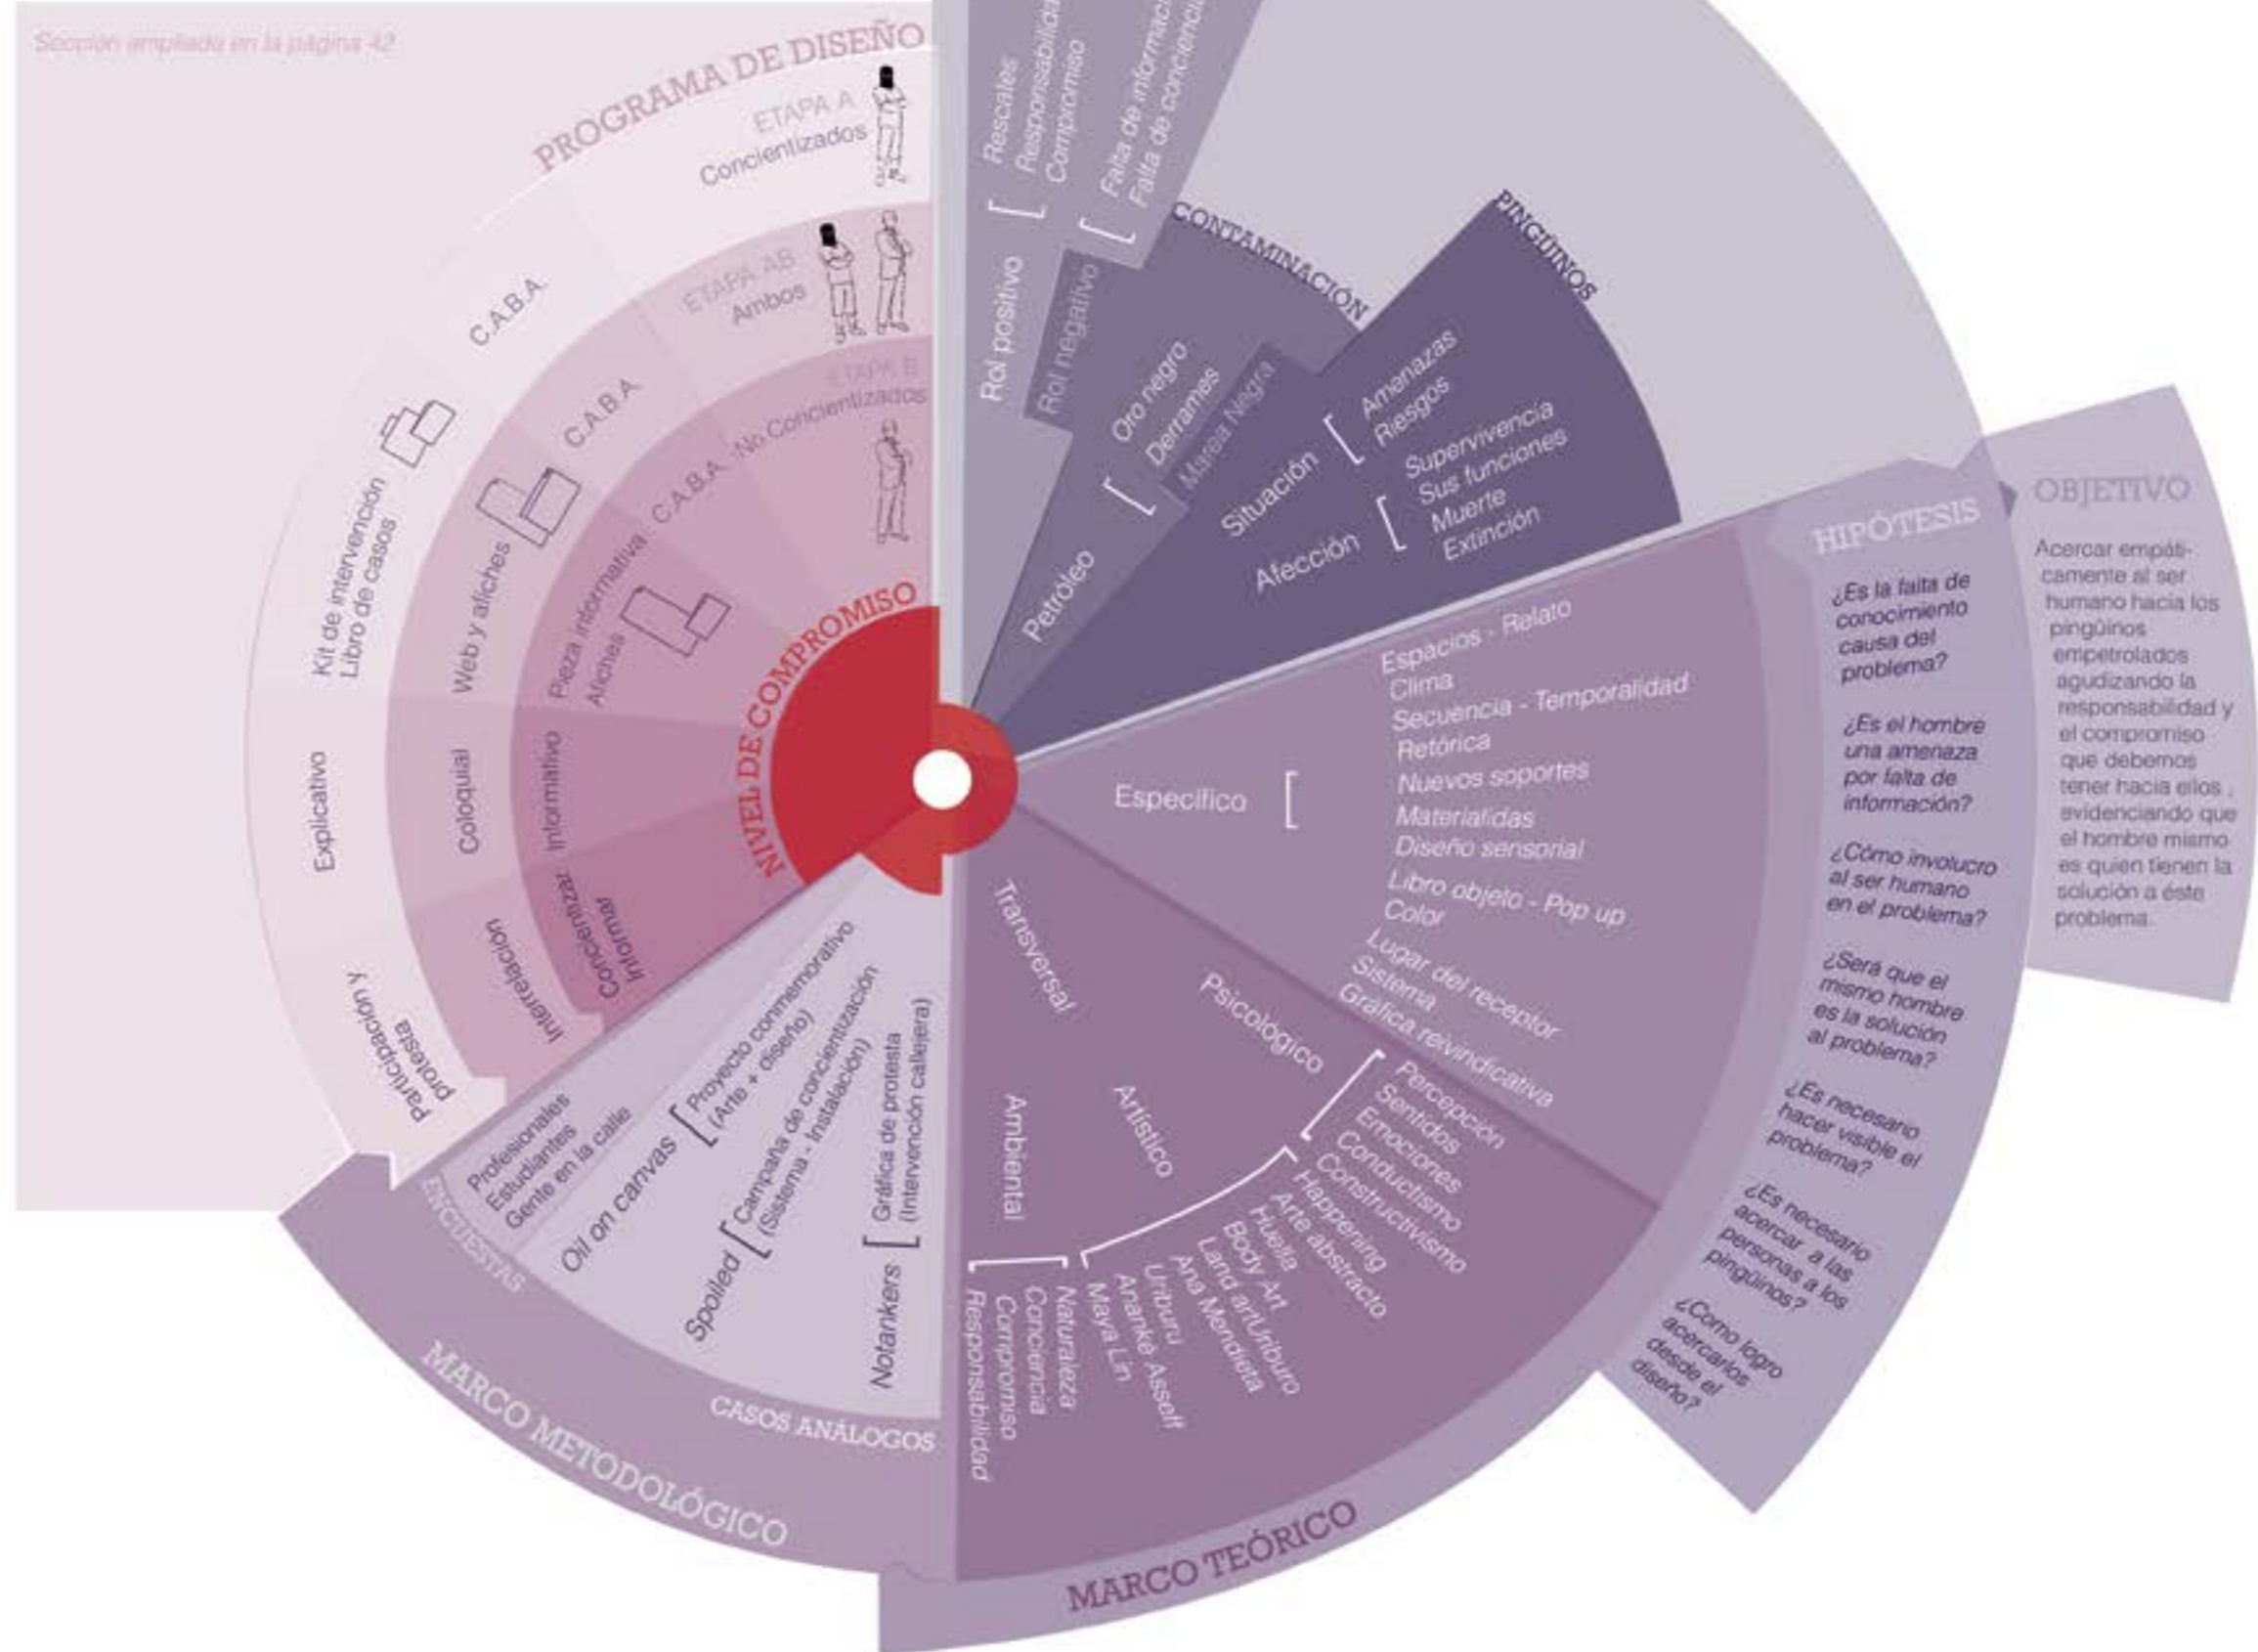 Sección ampliada en la página 42
PROGRAMA DE DISEÑO
ETAPA A
Concientizados
C.A.B.A.
Kit de intervención
Libro de casos
Explicativo
Participación y
protesta
ETAPA AB
Ambos
C.A.B.A.
Web y afiches
Coloquial
Interrelación
ETAPA B
No Concientizados
C.A.B.A.
Pieza informativa
Afiches
Informativo
Concientizar
Informar
NIVEL DE COMPROMISO
Rescates
Compromiso
Rol positivo
Falta de
Falta de
Rol negativo
CONTAMINACIÓN
Oro negro
Derrames
Marea Negra
Petróleo
PINGÜINOS
Situación
Amenazas
Riesgos
Afección
Supervivencia
Sus funciones
Muerte
Extinción
HIPÓTESIS
¿Es la falta de
conocimiento
causa del
problema?
¿Es el hombre
una amenaza
por falta de
información?
¿Cómo involucro
al ser humano
en el problema?
¿Será que el
mismo hombre
es la solución
al problema?
¿Es necesario
hacer visible el
problema?
¿Es necesario
acercar a las
personas a los
pingüinos?
¿Como logro
acercarlos
desde el
diseño?
OBJETIVO
Acercar empáti-
camente al ser
humano hacia los
pingüinos
empetrolados
agudizando la
responsabilidad y
el compromiso
que debemos
tener hacia ellos ,
evidenciando que
el hombre mismo
es quien tienen la
solución a éste
problema.
Específico
Espacios - Relato
Clima
Secuencia - Temporalidad
Retórica
Nuevos soportes
Materialidas
Diseño sensorial
Libro objeto - Pop up
Color
Lugar del receptor
Sistema
Gráfica reivindicativa
Transversal
Psicológico
Percepción
Sentidos
Emociones
Conductismo
Constructivismo
Artístico
Happening
Arte abstracto
Huella
Body Art
Land artUriburo
Ana Mendieta
Uriburu
Ananké Asseff
Maya Lin
Ambiental
Naturaleza
Conciencia
Compromiso
Responsabilidad
MARCO TEÓRICO
ENCUESTAS
Profesionales
Estudiantes
Gente en la calle
Oil on canvas
Proyecto conmemorativo
(Arte + diseño)
Spoiled
Campaña de concientización
(Sistema - Instalación)
Notankers
Gráfica de protesta
(Intervención callejera)
CASOS ANÁLOGOS
MARCO METODOLÓGICO